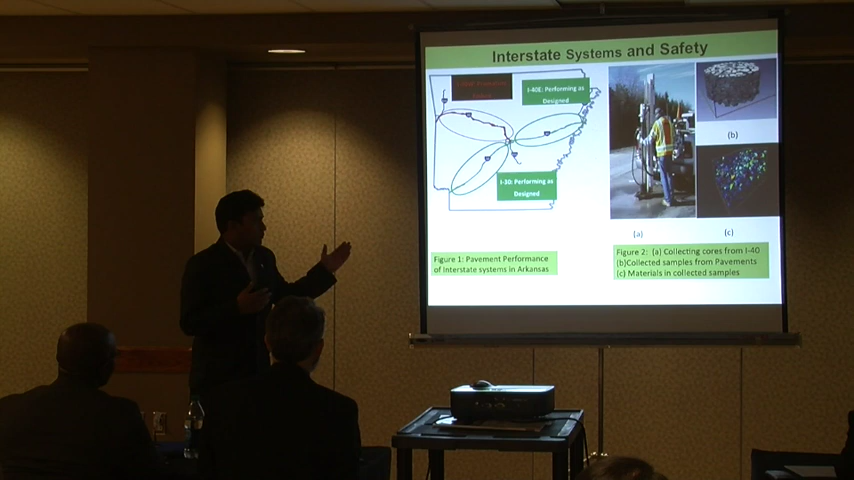 Interstate Systems and Safety
I-40E: Performing as
Designed
I-30: Performing as
Designed
(b)
(a)
(c)
Figure 1: Pavement Performance
of Interstate systems in Arkansas
Figure 2: (a) Collecting cores from I-40
(b)Collected samples from Pavements
(c) Materials in collected samples